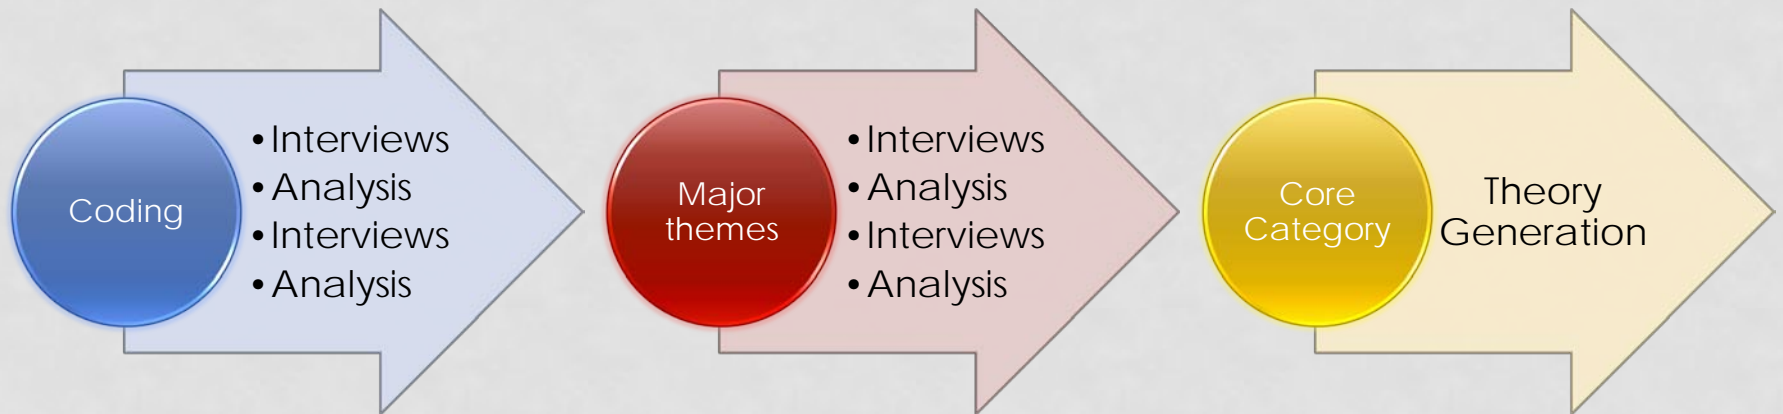 Coding
• Interviews
• Analysis
• Interviews
• Analysis
Major
themes
• Interviews
• Analysis
• Interviews
• Analysis
Core
Category
Theory
Generation